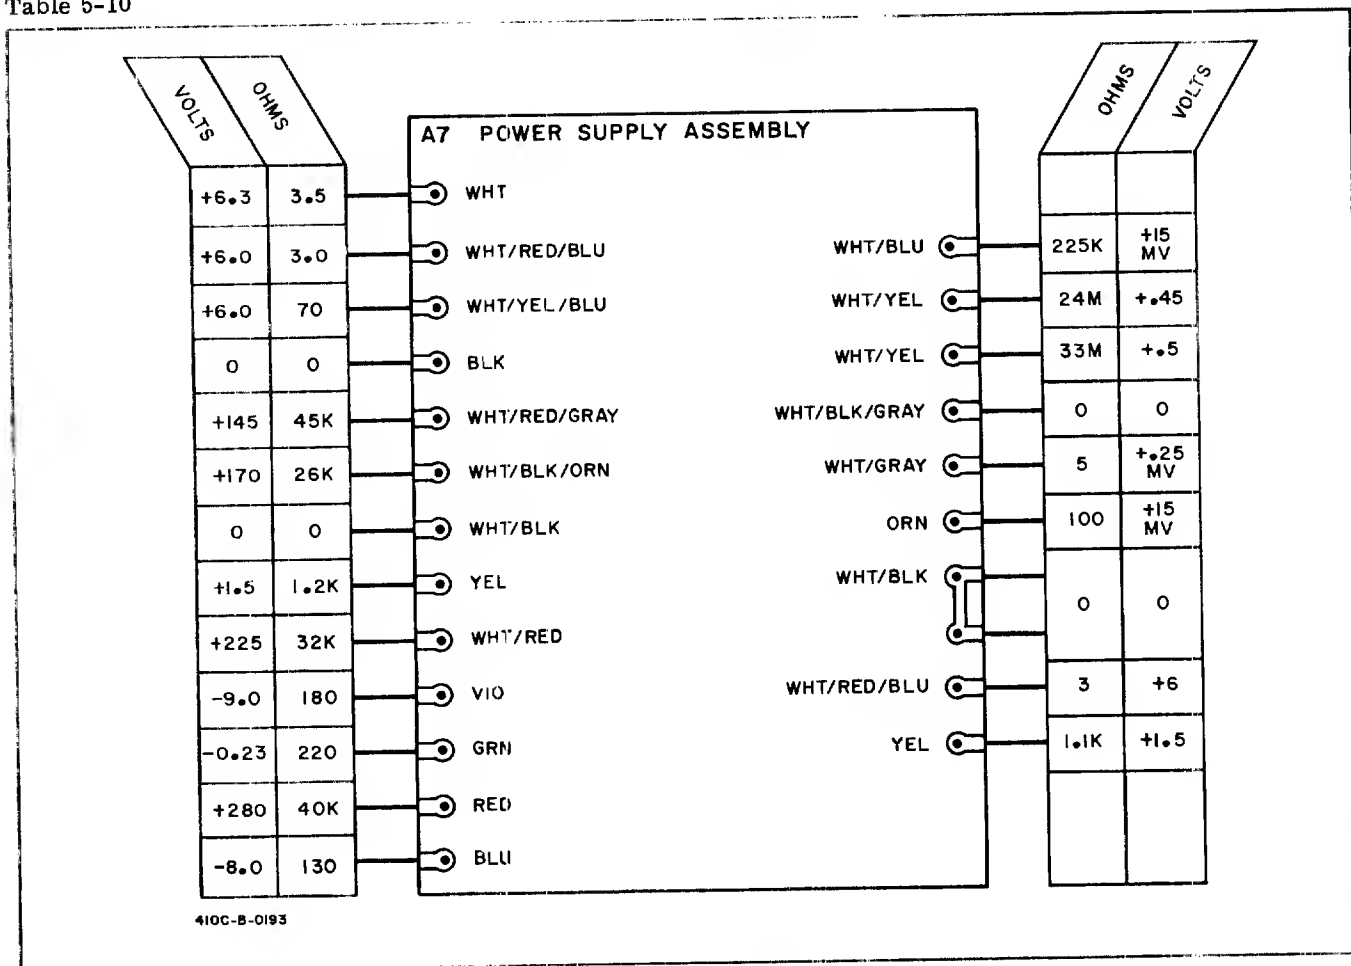 Table 5-10
VOLTS OHMS
OHMS VOLTS
A7 POWER SUPPLY ASSEMBLY
+6.3 3.5 WHT
+6.0 3.0 WHT/RED/BLU
+6.0 70 WHT/YEL/BLU
0 0 BLK
+145 45K WHT/RED/GRAY
+170 26K WHT/BLK/ORN
0 0 WHT/BLK
+1.5 1.2K YEL
+225 32K WHT/RED
-9.0 180 VIO
-0.23 220 GRN
+280 40K RED
-8.0 130 BLU
WHT/BLU 225K +15 MV
WHT/YEL 24M +.45
WHT/YEL 33M +.5
WHT/BLK/GRAY 0 0
WHT/GRAY 5 +.25 MV
ORN 100 +15 MV
WHT/BLK 0 0
WHT/RED/BLU 3 +6
YEL 1.1K +1.5
410C-B-0193